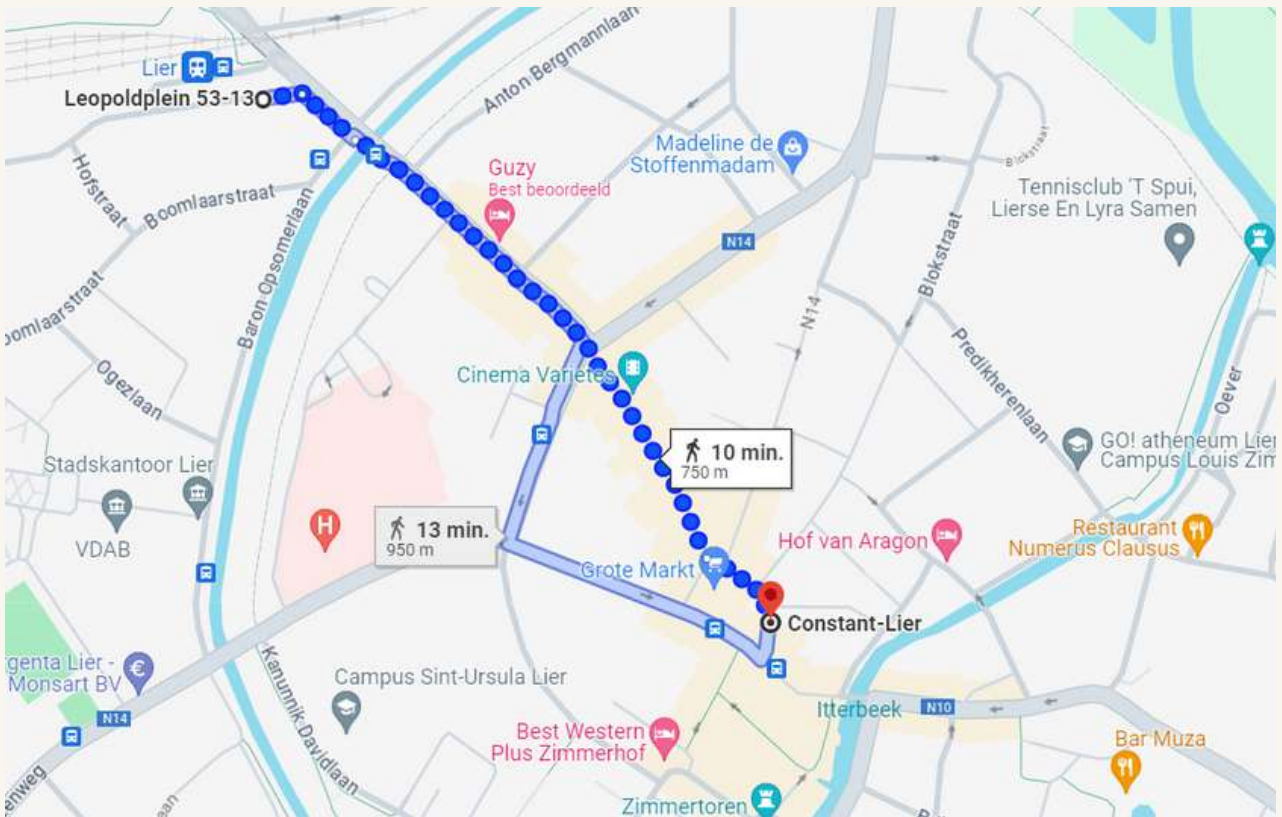 Lier
Leopoldplein 53-13
Anton Bergmannlaan
Hofstraat
Boomlaarstraat
Baron Opsomerlaan
Guzy
Best beoordeeld
Madeline de
Stoffenmadam
Blokstraat
Tennisclub 'T Spui,
Lierse En Lyra Samen
N14
Blokstraat
N14
oomlaarstraat
Ogezlaan
Cinema Variétés
Predikherenlaan
Oever
10 min.
750 m
GO! atheneum Lier
Campus Louis Zim
Stadskantoor Lier
VDAB
H
13 min.
950 m
Hof van Aragon
Restaurant
Numerus Clausus
Grote Markt
Constant-Lier
rgenta Lier -
Monsart BV
N14
Kanunnik Davidlaan
Campus Sint-Ursula Lier
Itterbeek
N10
Best Western
Plus Zimmerhof
Bar Muza
enweg
aan
Zimmertoren